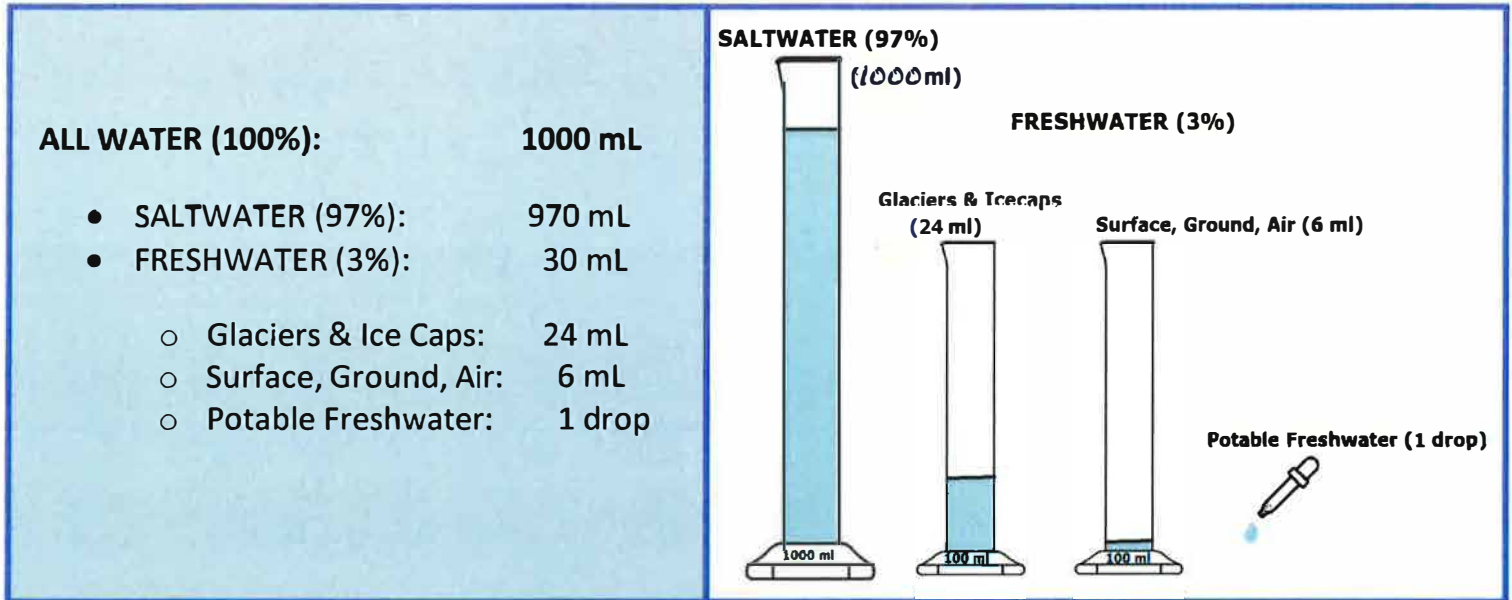 ALL WATER (100%): 1000 mL
• SALTWATER (97%): 970 mL
• FRESHWATER (3%): 30 mL
○ Glaciers & Ice Caps: 24 mL
○ Surface, Ground, Air: 6 mL
○ Potable Freshwater: 1 drop
SALTWATER (97%)
(1000 ml)
FRESHWATER (3%)
Glaciers & Icecaps
(24 ml)
Surface, Ground, Air (6 ml)
Potable Freshwater (1 drop)
1000 ml
100 ml
100 ml